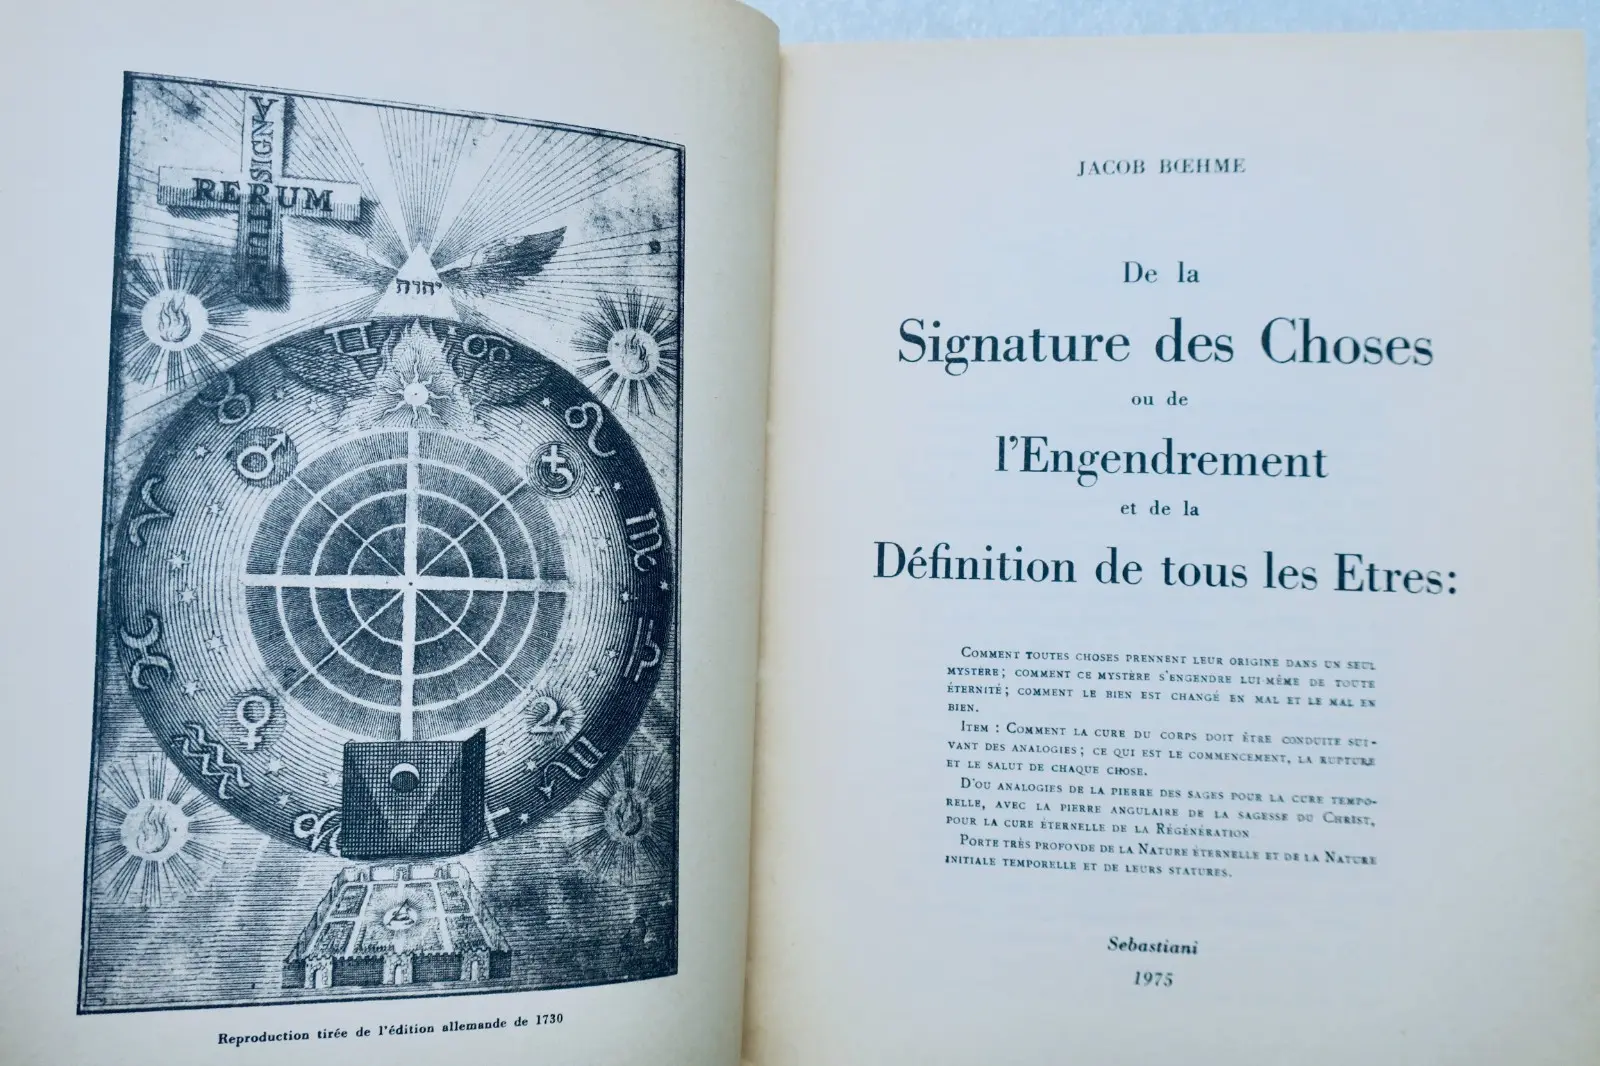 SIGNA
RERUM
יהוה
Reproduction tirée de l'édition allemande de 1730
JACOB BŒHME
De la
Signature des Choses
ou de
l'Engendrement
et de la
Définition de tous les Etres:
COMMENT TOUTES CHOSES PRENNENT LEUR ORIGINE DANS UN SEUL
MYSTÈRE; COMMENT CE MYSTÈRE S'ENGENDRE LUI-MÊME DE TOUTE
ÉTERNITÉ; COMMENT LE BIEN EST CHANGÉ EN MAL ET LE MAL EN
BIEN.
ITEM : COMMENT LA CURE DU CORPS DOIT ÊTRE CONDUITE SUI-
VANT DES ANALOGIES; CE QUI EST LE COMMENCEMENT, LA RUPTURE
ET LE SALUT DE CHAQUE CHOSE.
D'OU ANALOGIES DE LA PIERRE DES SAGES POUR LA CURE TEMPO-
RELLE, AVEC LA PIERRE ANGULAIRE DE LA SAGESSE DU CHRIST,
POUR LA CURE ÉTERNELLE DE LA RÉGÉNÉRATION
PORTE TRÈS PROFONDE DE LA NATURE ÉTERNELLE ET DE LA NATURE
INITIALE TEMPORELLE ET DE LEURS STATURES.
Sebastiani
1975